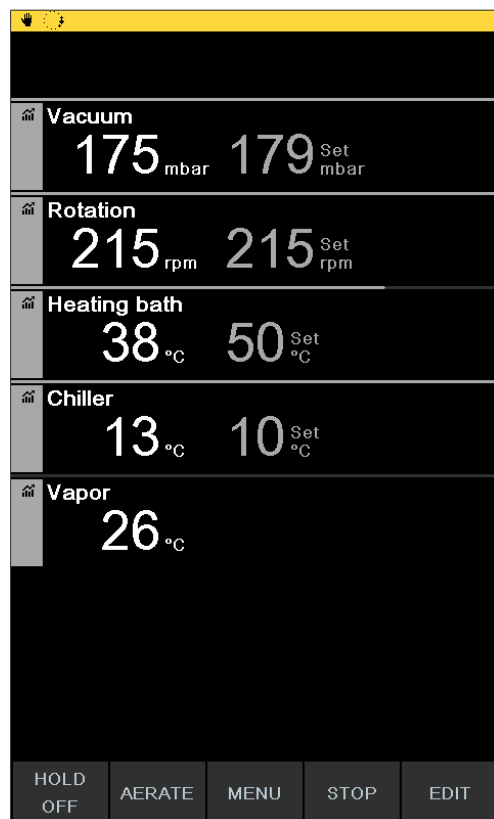 Vacuum
175 mbar 179 Set mbar
Rotation
215 rpm 215 Set rpm
Heating bath
38 °C 50 Set °C
Chiller
13 °C 10 Set °C
Vapor
26 °C
HOLD OFF AERATE MENU STOP EDIT